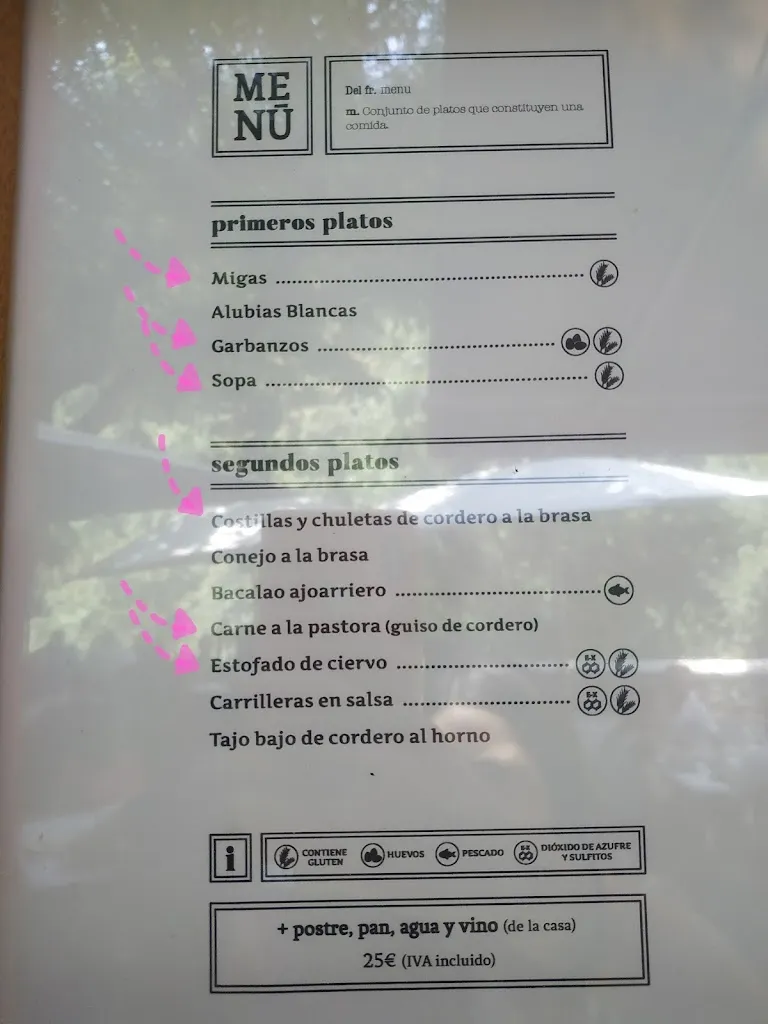 ME
NŪ
Del fr. menu
m. Conjunto de platos que constituyen una
comida.
primeros platos
Migas
Alubias Blancas
Garbanzos
Sopa
segundos platos
Costillas y chuletas de cordero a la brasa
Conejo a la brasa
Bacalao ajoarriero
Carne a la pastora (guiso de cordero)
Estofado de ciervo
Carrilleras en salsa
Tajo bajo de cordero al horno
i
CONTIENE
GLUTEN
HUEVOS
PESCADO
E-X
DIÓXIDO DE AZUFRE
Y SULFITOS
+ postre, pan, agua y vino (de la casa)
25€ (IVA incluido)